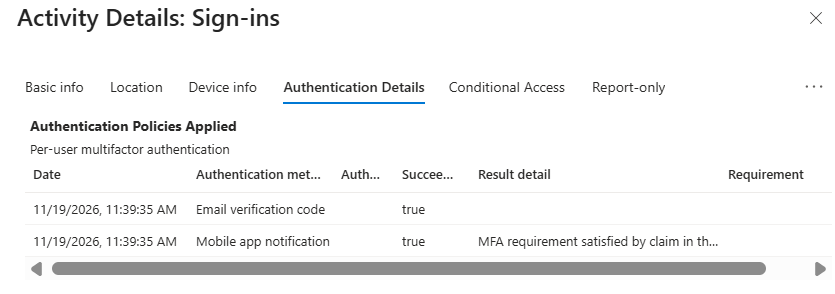 Activity Details: Sign-ins
Basic info Location Device info Authentication Details Conditional Access Report-only ...
Authentication Policies Applied
Per-user multifactor authentication
Date Authentication met... Auth... Succee... Result detail Requirement
11/19/2026, 11:39:35 AM Email verification code true
11/19/2026, 11:39:35 AM Mobile app notification true MFA requirement satisfied by claim in th...